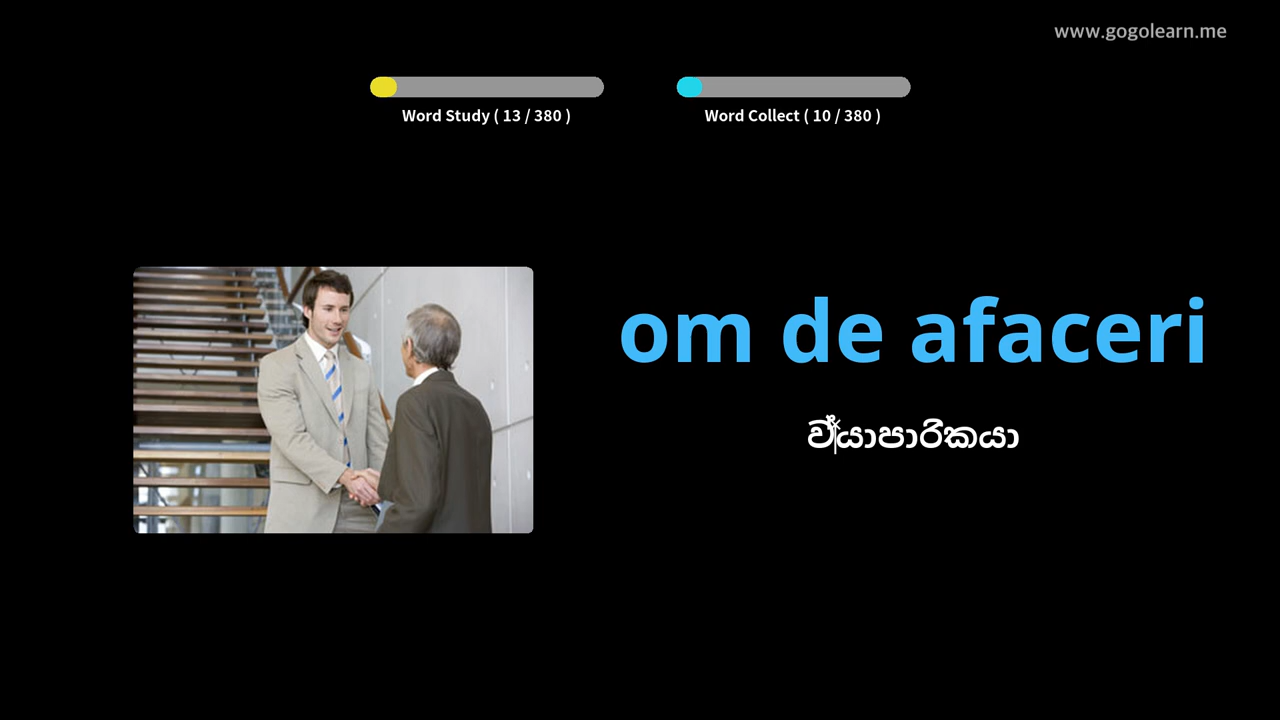 www.gogolearn.me
Word Study ( 13 / 380 )
Word Collect ( 10 / 380 )
om de afaceri
ව්‍යාපාරිකයා